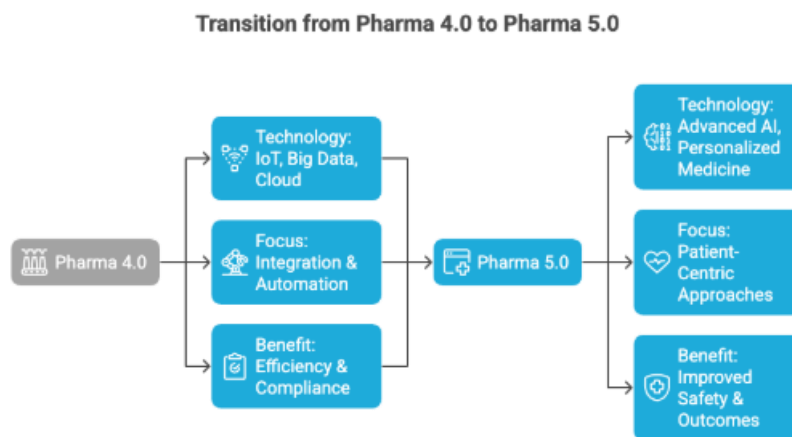 Transition from Pharma 4.0 to Pharma 5.0
Pharma 4.0
Technology:
IoT, Big Data,
Cloud
Focus:
Integration &
Automation
Benefit:
Efficiency &
Compliance
Pharma 5.0
Technology:
Advanced AI,
Personalized
Medicine
Focus:
Patient-
Centric
Approaches
Benefit:
Improved
Safety &
Outcomes